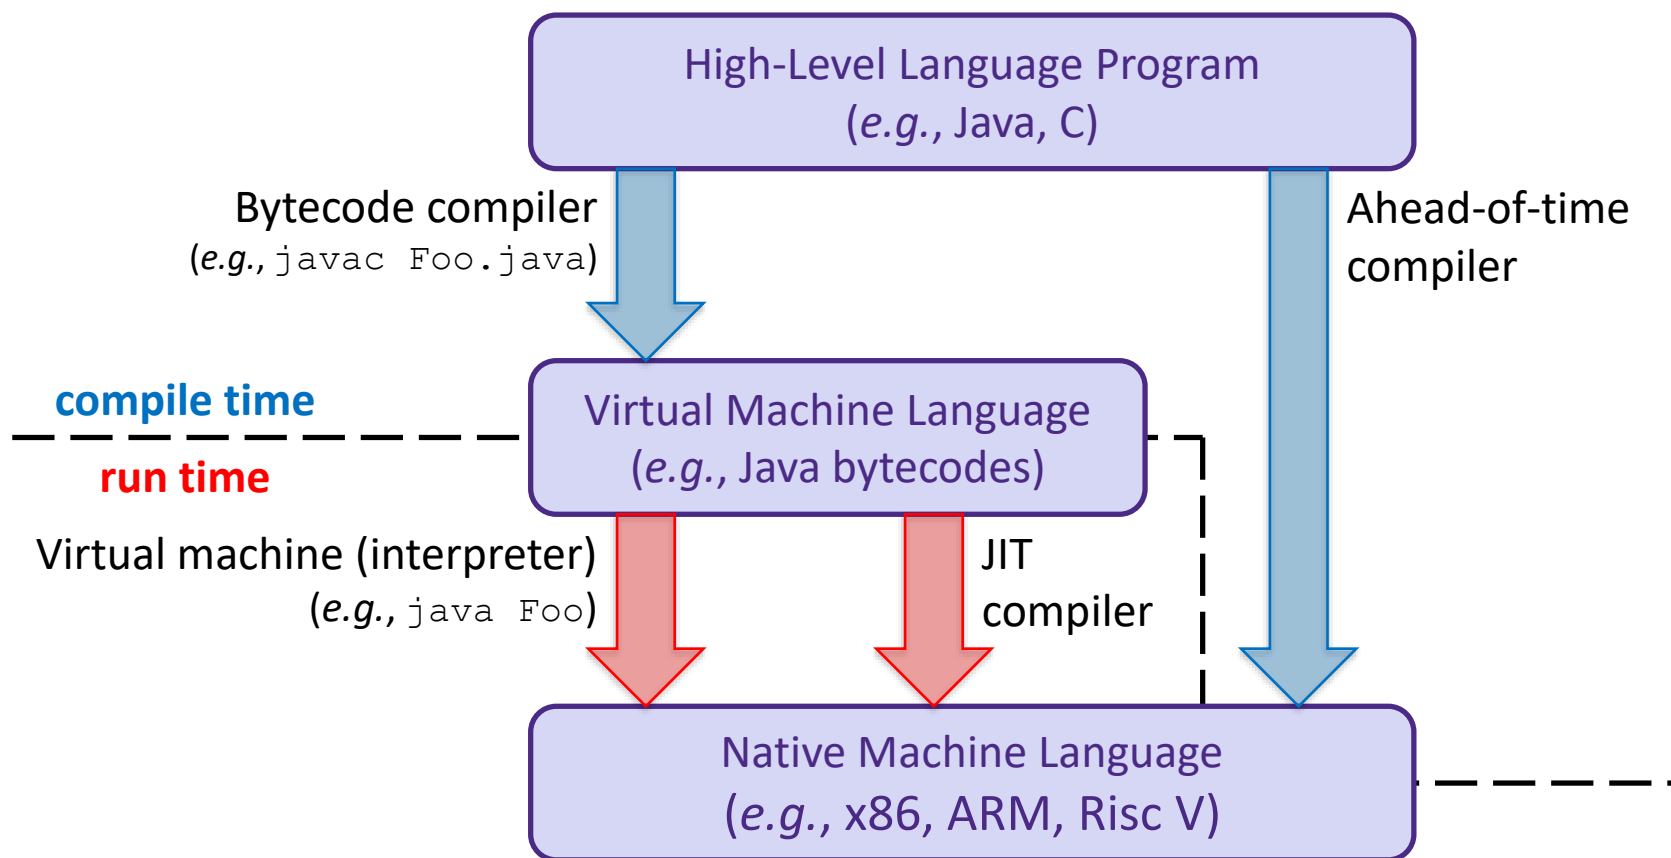 High-Level Language Program
(e.g., Java, C)
Bytecode compiler
(e.g., javac Foo.java)
Ahead-of-time
compiler
compile time
Virtual Machine Language
(e.g., Java bytecodes)
run time
Virtual machine (interpreter)
(e.g., java Foo)
JIT
compiler
Native Machine Language
(e.g., x86, ARM, Risc V)